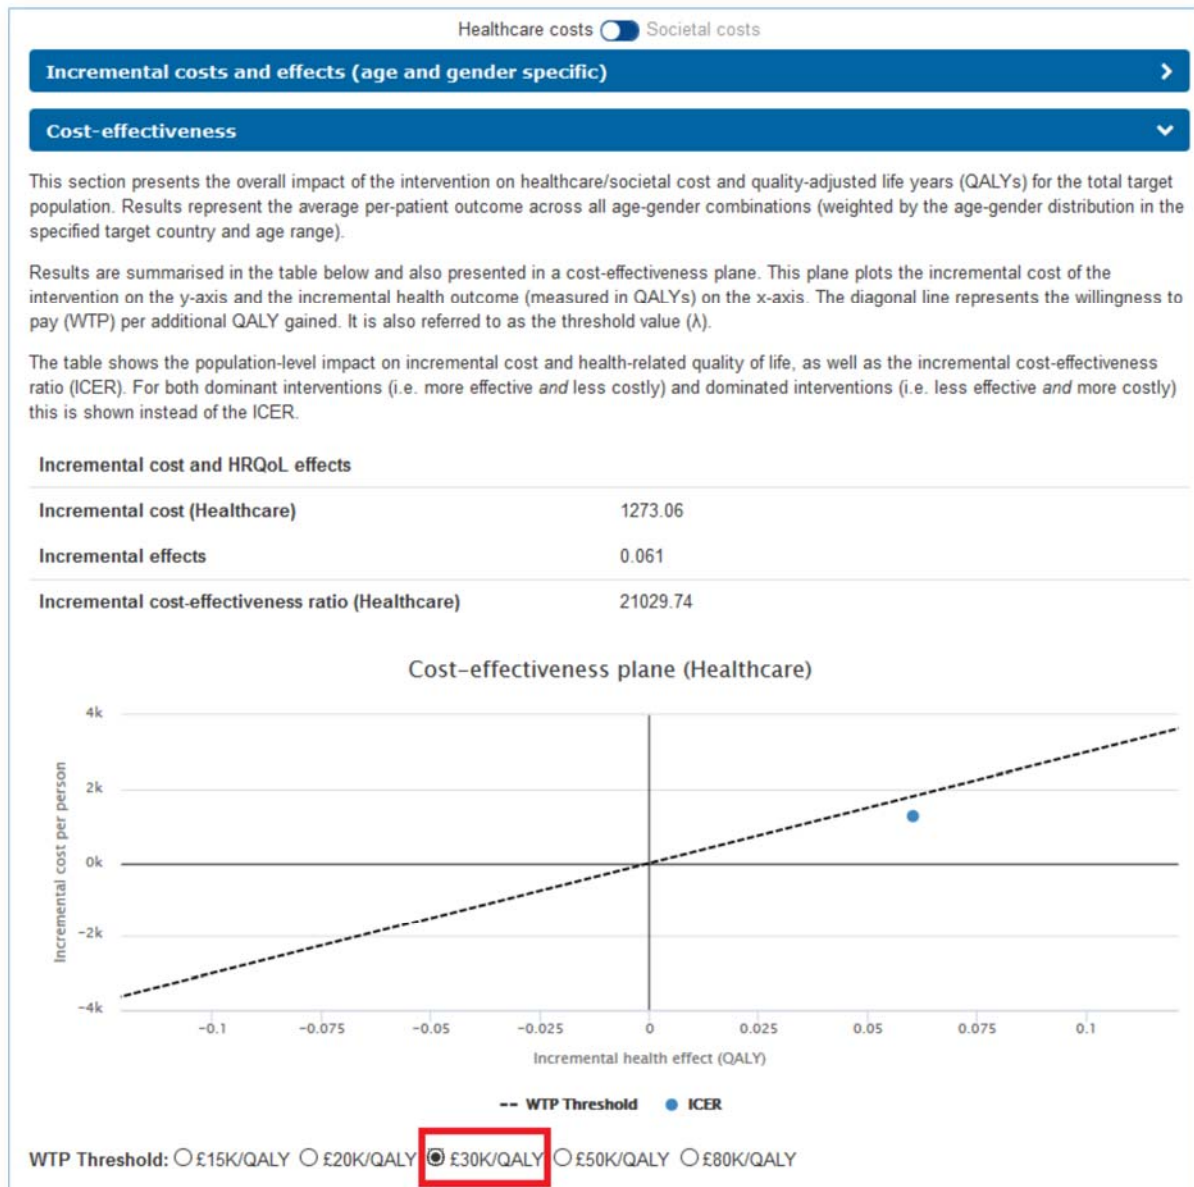 Healthcare costs Societal costs
Incremental costs and effects (age and gender specific)
Cost-effectiveness
This section presents the overall impact of the intervention on healthcare/societal cost and quality-adjusted life years (QALYs) for the total target
population. Results represent the average per-patient outcome across all age-gender combinations (weighted by the age-gender distribution in the
specified target country and age range).
Results are summarised in the table below and also presented in a cost-effectiveness plane. This plane plots the incremental cost of the
intervention on the y-axis and the incremental health outcome (measured in QALYs) on the x-axis. The diagonal line represents the willingness to
pay (WTP) per additional QALY gained. It is also referred to as the threshold value (λ).
The table shows the population-level impact on incremental cost and health-related quality of life, as well as the incremental cost-effectiveness
ratio (ICER). For both dominant interventions (i.e. more effective and less costly) and dominated interventions (i.e. less effective and more costly)
this is shown instead of the ICER.
Incremental cost and HRQoL effects
Incremental cost (Healthcare) 1273.06
Incremental effects 0.061
Incremental cost-effectiveness ratio (Healthcare) 21029.74
Cost-effectiveness plane (Healthcare)
Incremental cost per person
4k
2k
0k
-2k
-4k
-0.1 -0.075 -0.05 -0.025 0 0.025 0.05 0.075 0.1
Incremental health effect (QALY)
WTP Threshold ICER
WTP Threshold: £15K/QALY £20K/QALY £30K/QALY £50K/QALY £80K/QALY